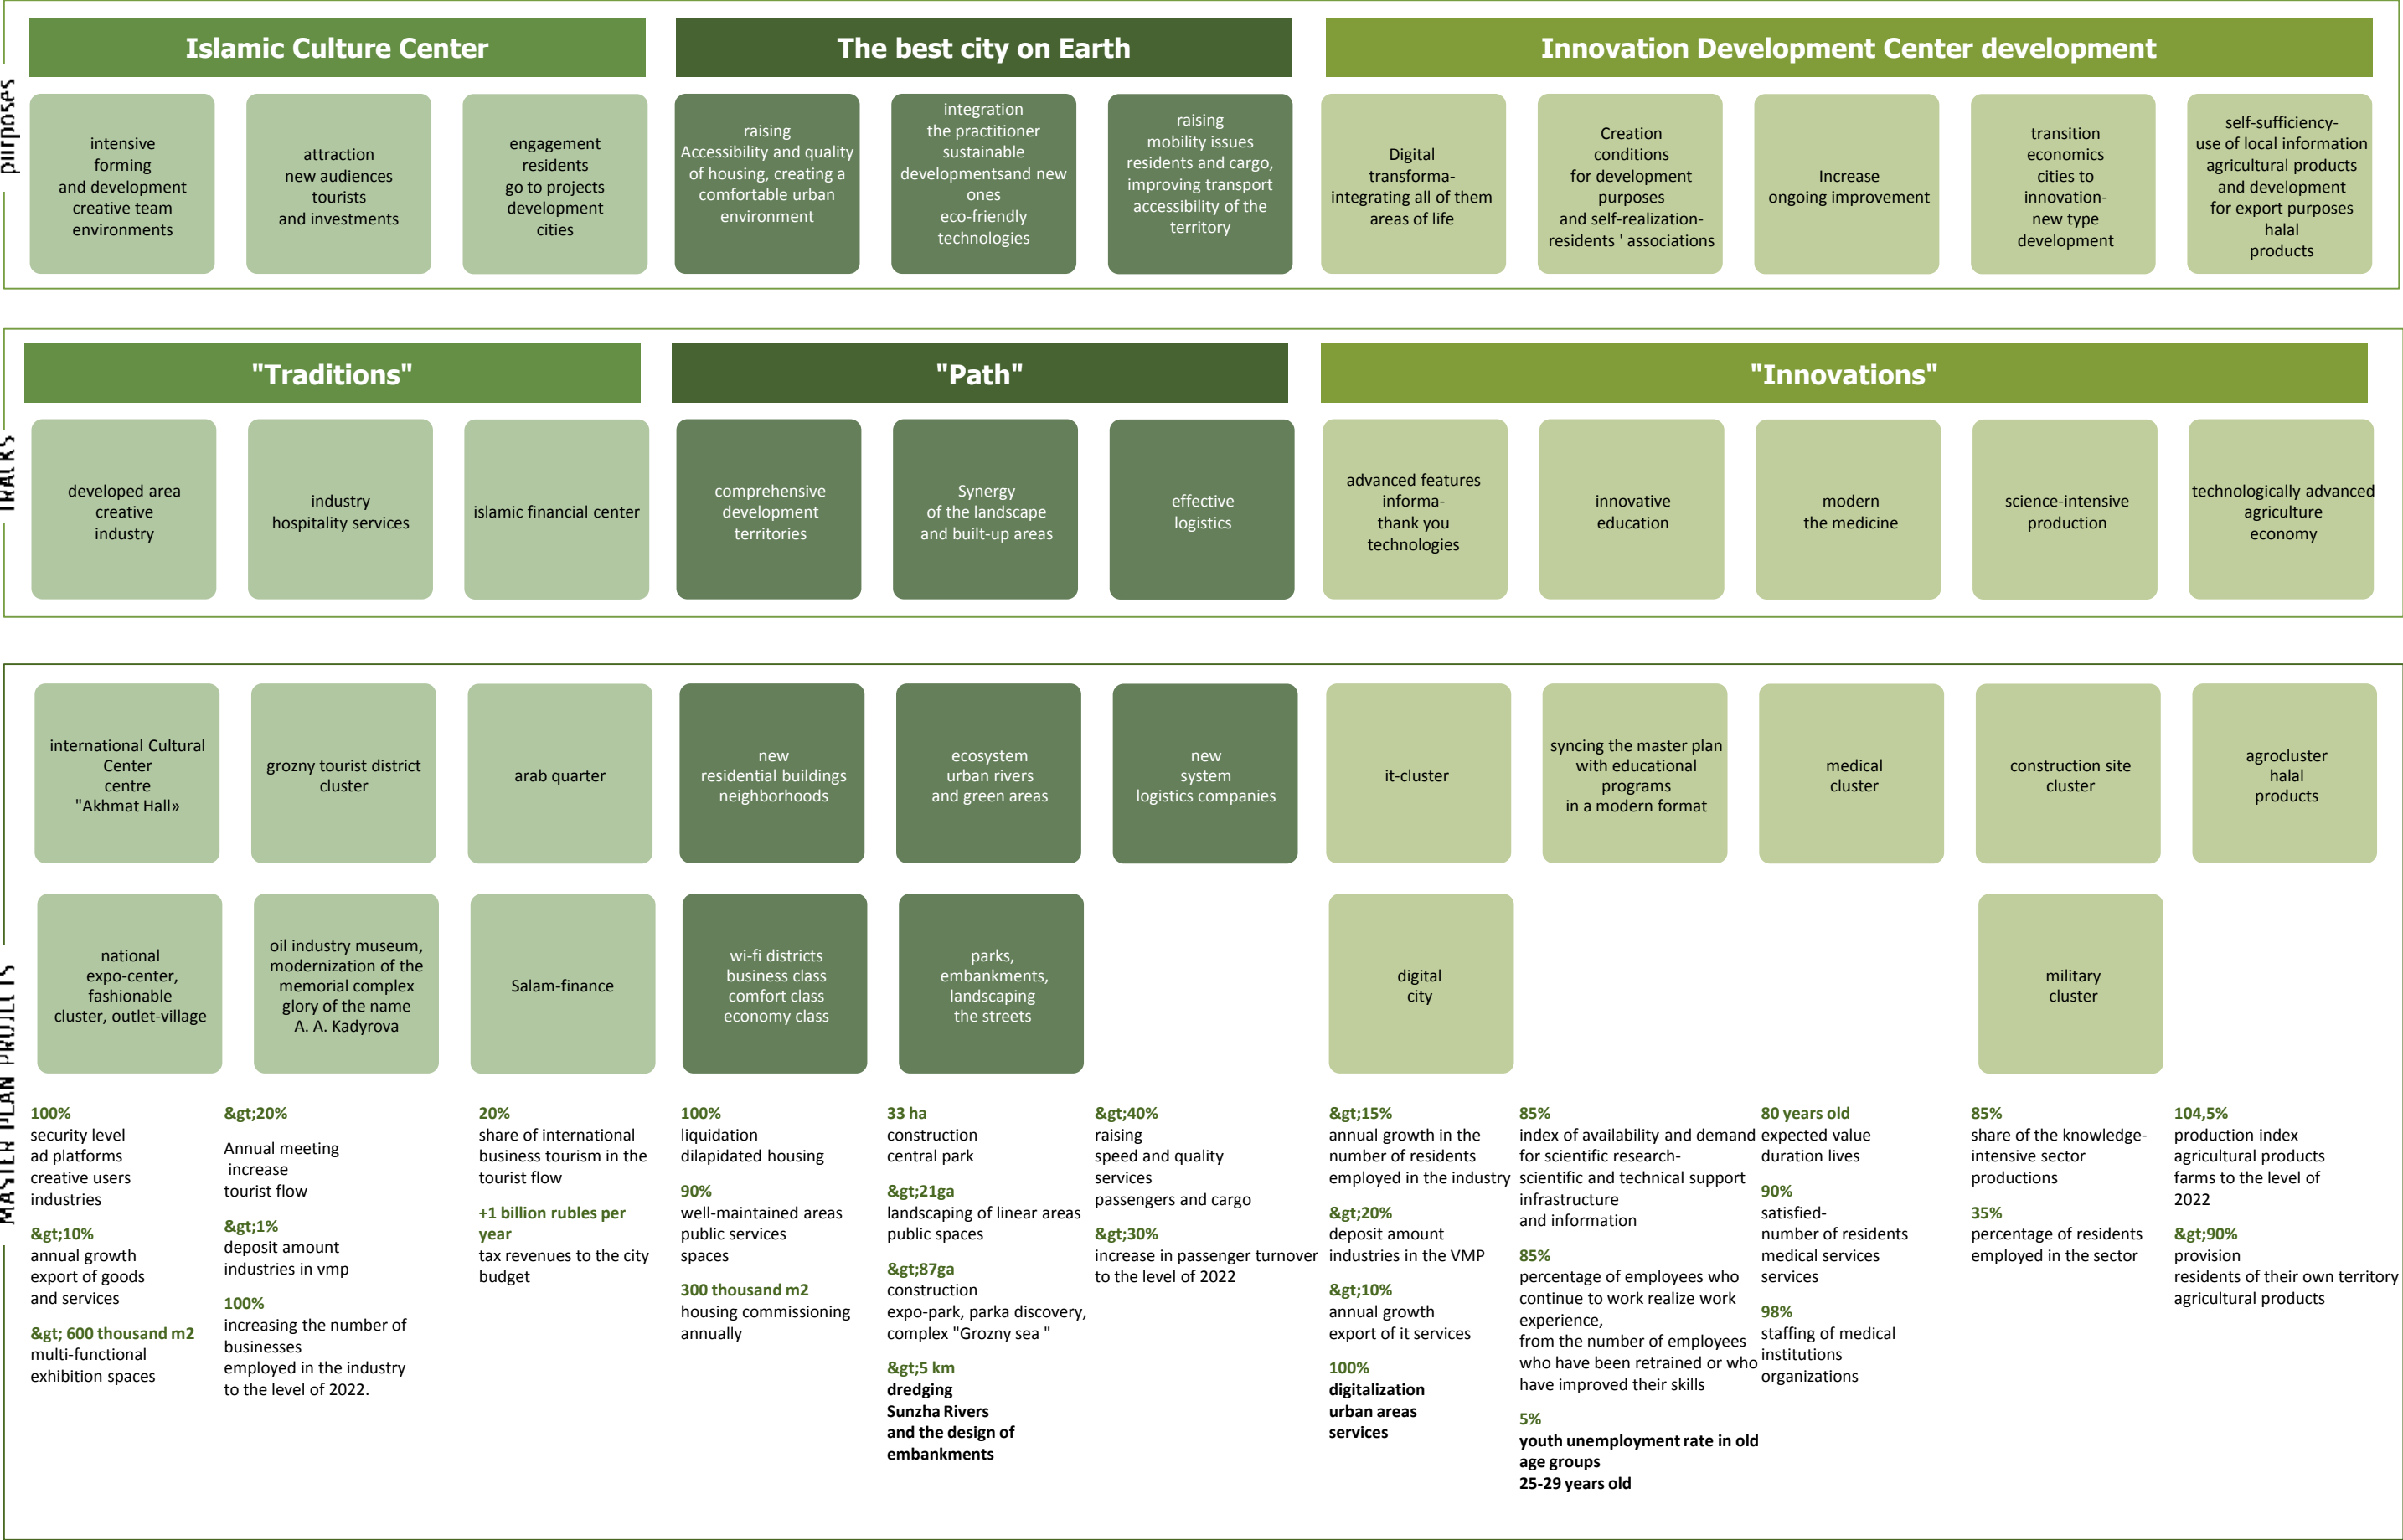 purposes
Islamic Culture Center
The best city on Earth
Innovation Development Center development
intensive
forming
and development
creative team
environments
attraction
new audiences
tourists
and investments
engagement
residents
go to projects
development
cities
raising
Accessibility and quality
of housing, creating a
comfortable urban
environment
integration
the practitioner
sustainable
developmentsand new
ones
eco-friendly
technologies
raising
mobility issues
residents and cargo,
improving transport
accessibility of the
territory
Digital
transforma-
integrating all of them
areas of life
Creation
conditions
for development
purposes
and self-realization-
residents ' associations
Increase
ongoing improvement
transition
economics
cities to
innovation-
new type
development
self-sufficiency-
use of local information
agricultural products
and development
for export purposes
halal
products
TRACKS
"Traditions"
"Path"
"Innovations"
developed area
creative
industry
industry
hospitality services
islamic financial center
comprehensive
development
territories
Synergy
of the landscape
and built-up areas
effective
logistics
advanced features
informa-
thank you
technologies
innovative
education
modern
the medicine
science-intensive
production
technologically advanced
agriculture
economy
MASTER PLAN PROJECTS
international Cultural
Center
centre
"Akhmat Hall»
grozny tourist district
cluster
arab quarter
new
residential buildings
neighborhoods
ecosystem
urban rivers
and green areas
new
system
logistics companies
it-cluster
syncing the master plan
with educational
programs
in a modern format
medical
cluster
construction site
cluster
agrocluster
halal
products
national
expo-center,
fashionable
cluster, outlet-village
oil industry museum,
modernization of the
memorial complex
glory of the name
A. A. Kadyrova
Salam-finance
wi-fi districts
business class
comfort class
economy class
parks,
embankments,
landscaping
the streets
digital
city
military
cluster
100%
security level
ad platforms
creative users
industries
&gt;10%
annual growth
export of goods
and services
&gt; 600 thousand m2
multi-functional
exhibition spaces
&gt;20%
Annual meeting
increase
tourist flow
&gt;1%
deposit amount
industries in vmp
100%
increasing the number of
businesses
employed in the industry
to the level of 2022.
20%
share of international
business tourism in the
tourist flow
+1 billion rubles per
year
tax revenues to the city
budget
100%
liquidation
dilapidated housing
90%
well-maintained areas
public services
spaces
300 thousand m2
housing commissioning
annually
33 ha
construction
central park
&gt;21ga
landscaping of linear areas
public spaces
&gt;87ga
construction
expo-park, parka discovery,
complex "Grozny sea "
&gt;5 km
dredging
Sunzha Rivers
and the design of
embankments
&gt;40%
raising
speed and quality
services
passengers and cargo
&gt;30%
increase in passenger turnover
to the level of 2022
&gt;15%
annual growth in the
number of residents
employed in the industry
&gt;20%
deposit amount
industries in the VMP
&gt;10%
annual growth
export of it services
100%
digitalization
urban areas
services
85%
index of availability and demand
for scientific research-
scientific and technical support
infrastructure
and information
85%
percentage of employees who
continue to work realize work
experience,
from the number of employees
who have been retrained or who
have improved their skills
5%
youth unemployment rate in old
age groups
25-29 years old
80 years old
expected value
duration lives
90%
satisfied-
number of residents
medical services
services
98%
staffing of medical
institutions
organizations
85%
share of the knowledge-
intensive sector
productions
35%
percentage of residents
employed in the sector
104,5%
production index
agricultural products
farms to the level of
2022
&gt;90%
provision
residents of their own territory
agricultural products